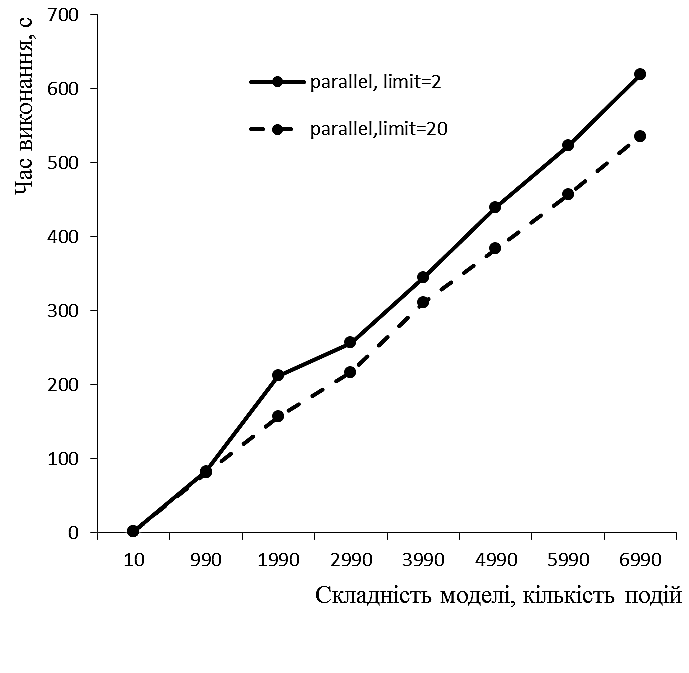 Час виконання, с
700
600
500
400
300
200
100
0
parallel, limit=2
parallel,limit=20
10 990 1990 2990 3990 4990 5990 6990
Складність моделі, кількість подій